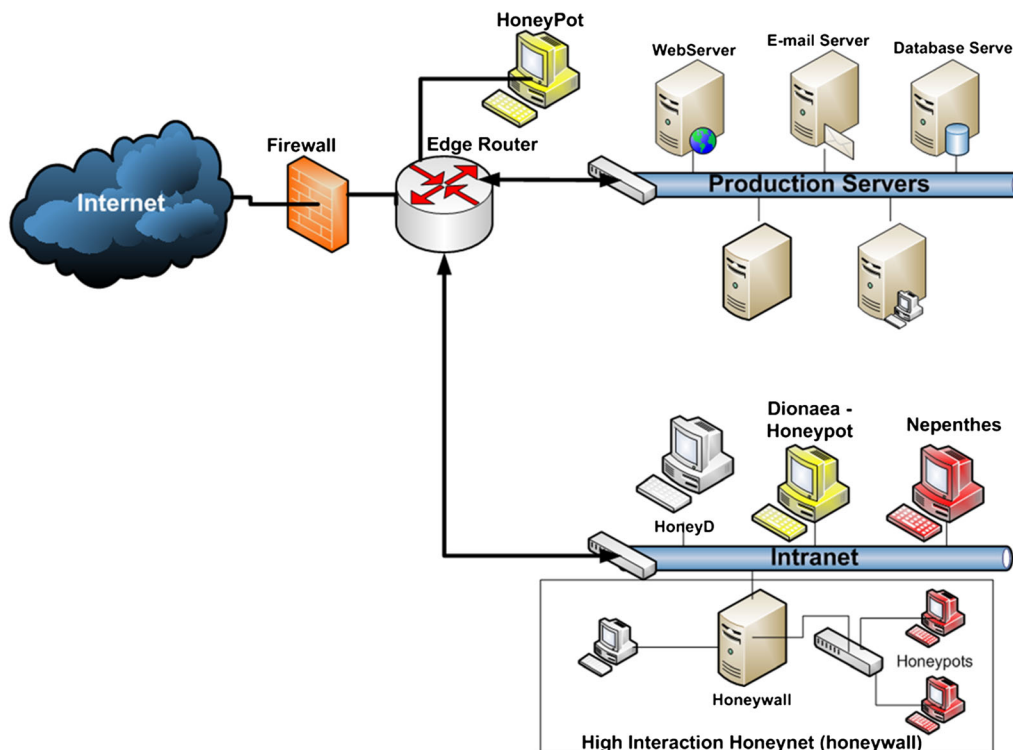 HoneyPot
WebServer
E-mail Server
Database Serve
Firewall
Edge Router
Internet
Production Servers
Dionaea -
Honeypot
Nepenthes
HoneyD
Intranet
Honeypots
Honeywall
High Interaction Honeynet (honeywall)